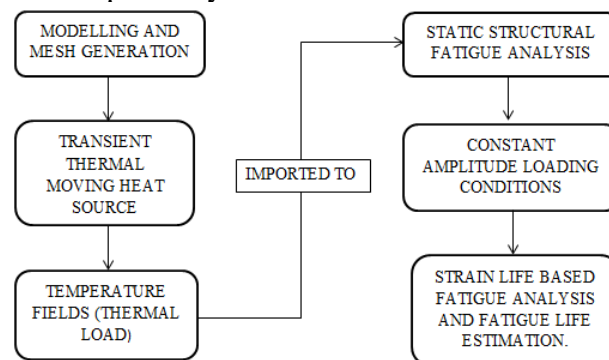 MODELLING AND
MESH GENERATION
TRANSIENT
THERMAL
MOVING HEAT
SOURCE
TEMPERATURE
FIELDS (THERMAL
LOAD)
IMPORTED TO
STATIC STRUCTURAL
FATIGUE ANALYSIS
CONSTANT
AMPLITUDE LOADING
CONDITIONS
STRAIN LIFE BASED
FATIGUE ANALYSIS
AND FATIGUE LIFE
ESTIMATION.